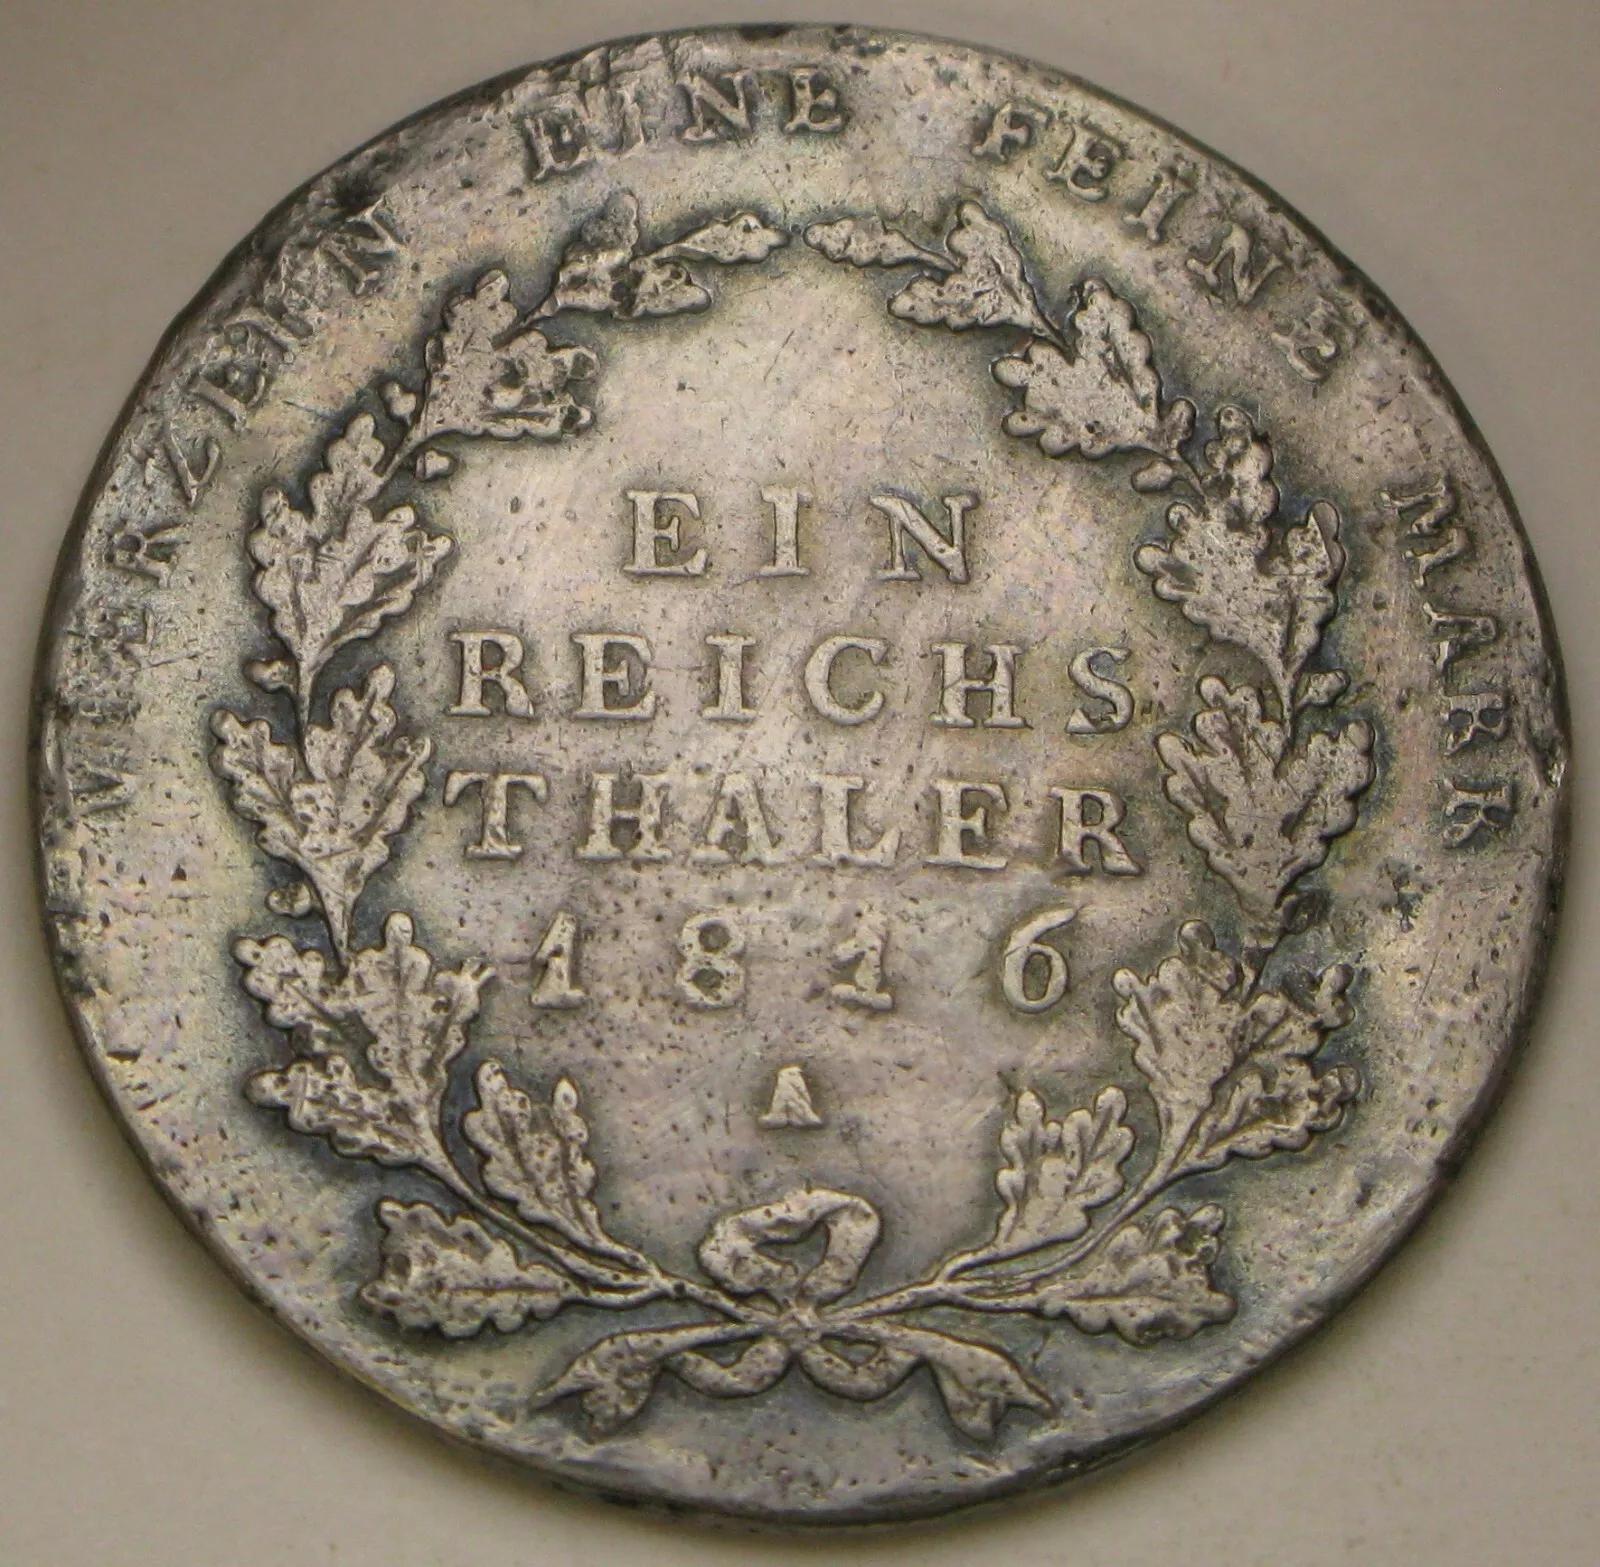 VIERZEHN EINE FEINE MARK
EIN
REICHS
THALER
1816
A